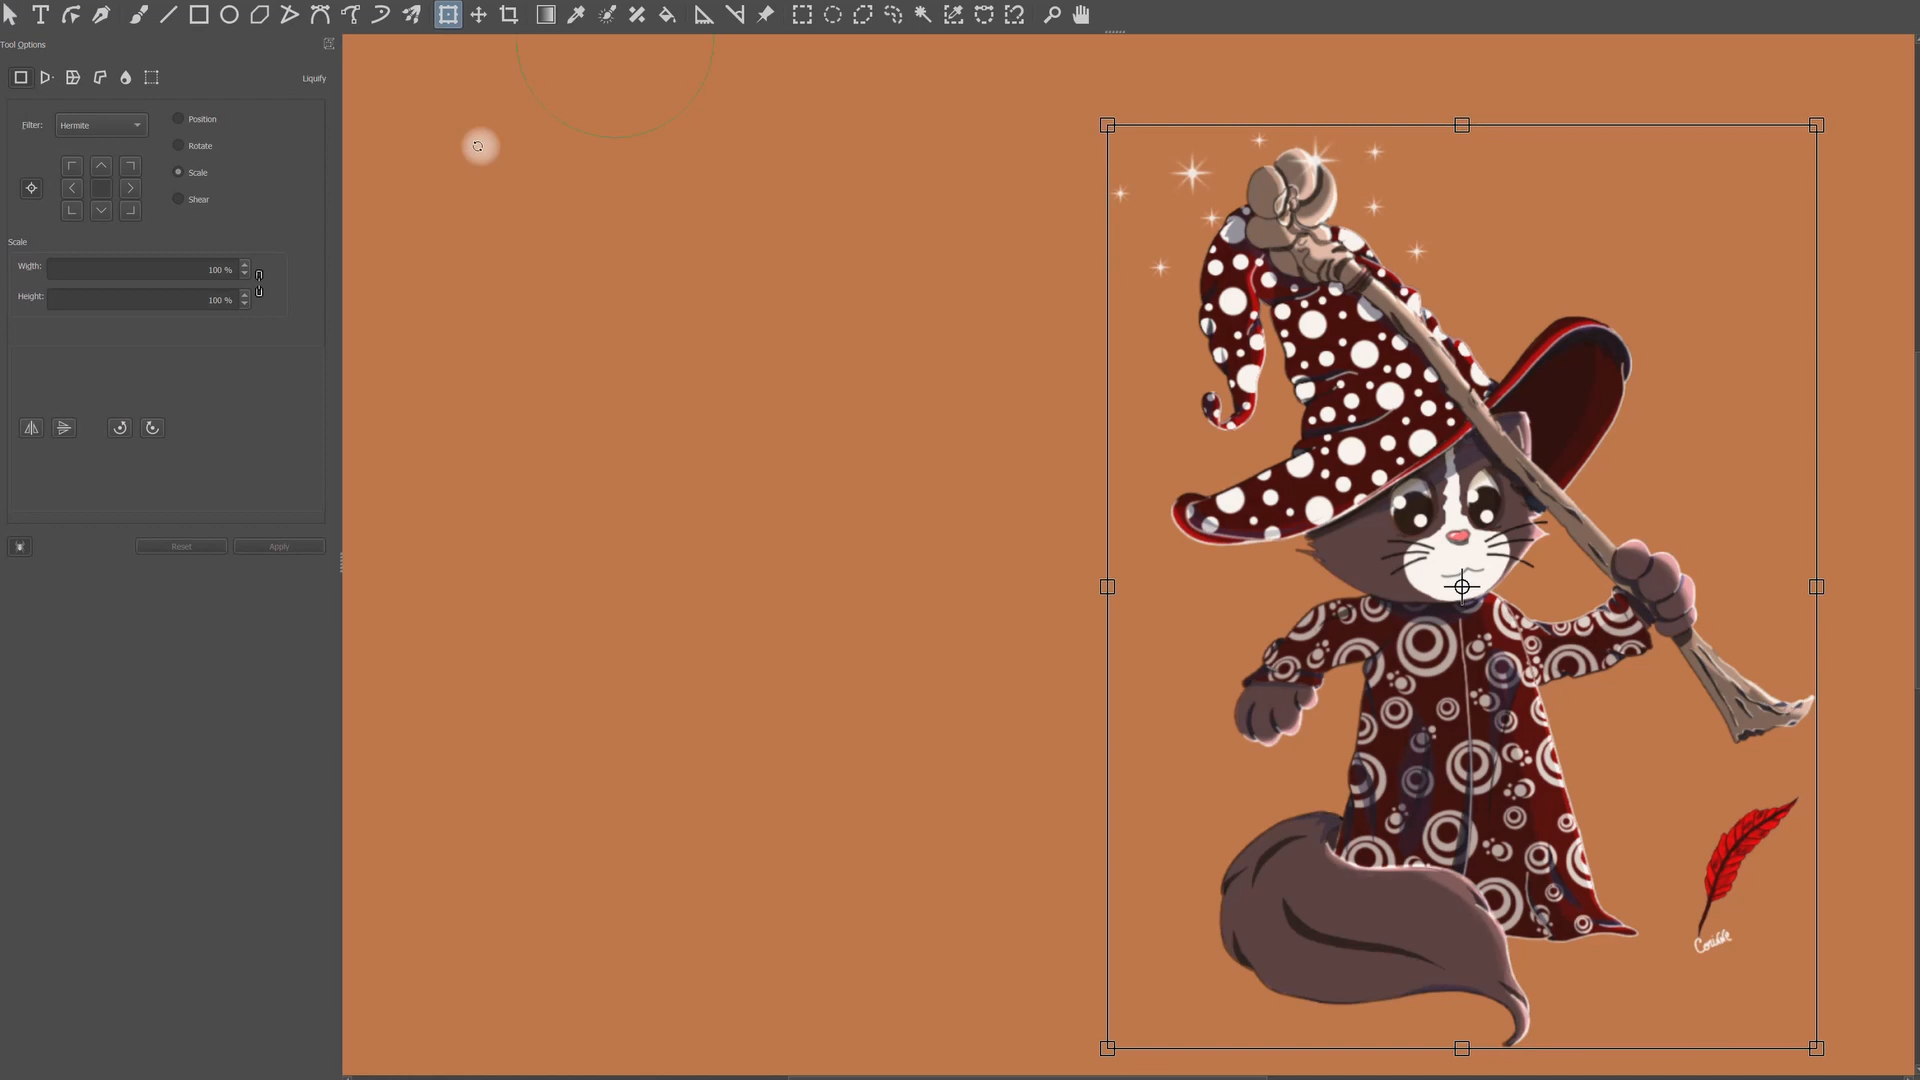 Tool Options
Liquify
Filter:
Hermite
Position
Rotate
Scale
Shear
Scale
Width:
100 %
Height:
100 %
Reset
Apply